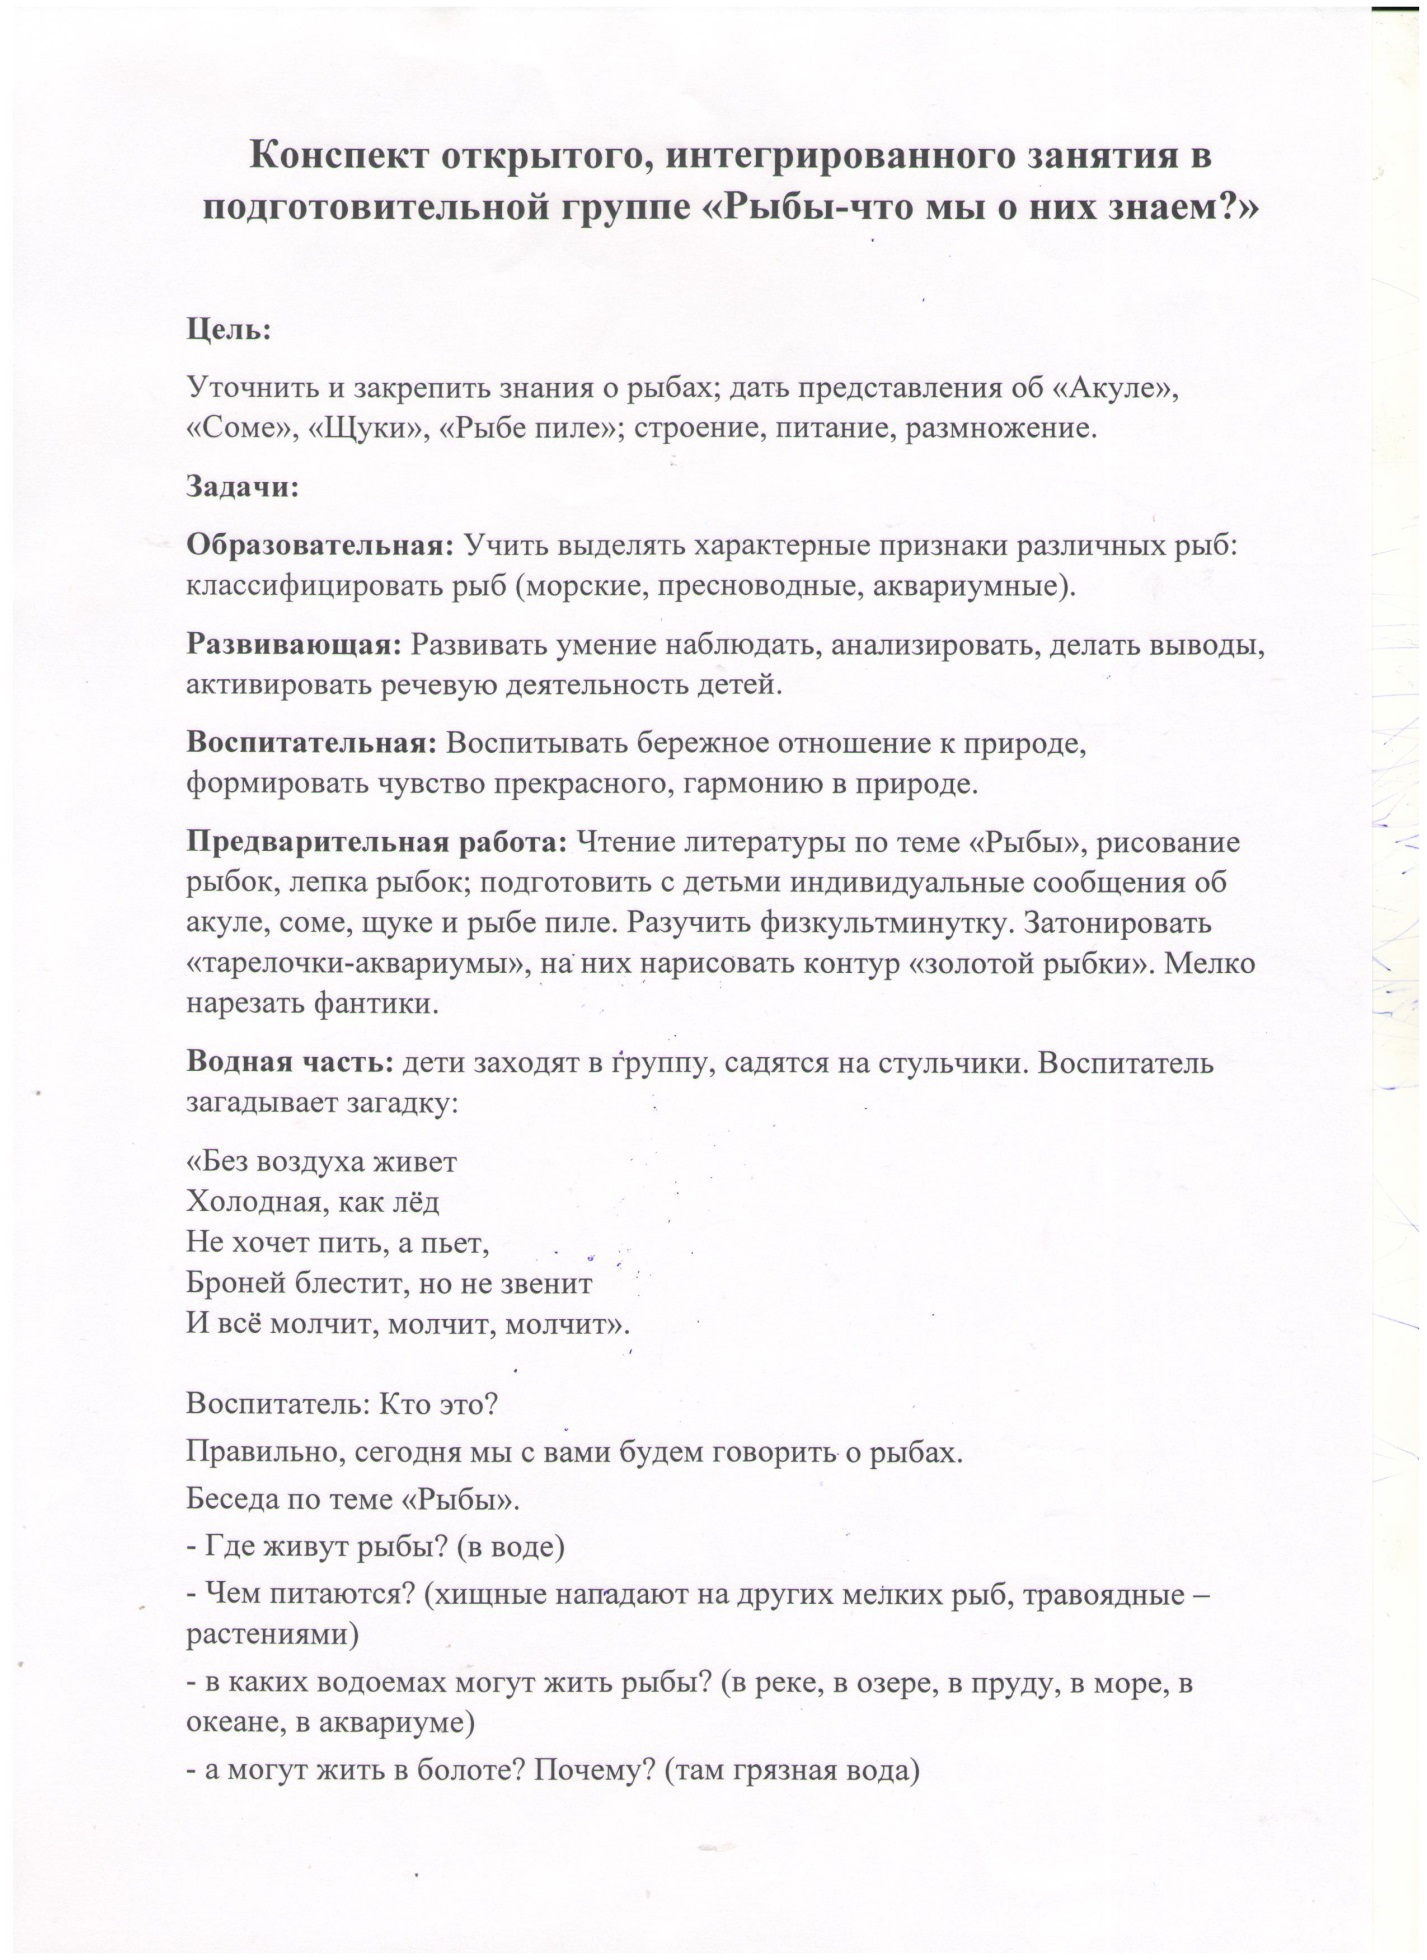 Конспект открытого, интегрированного занятия в
подготовительной группе «Рыбы-что мы о них знаем?»
Цель:
Уточнить и закрепить знания о рыбах; дать представления об «Акуле»,
«Соме», «Щуки», «Рыбе пиле»; строение, питание, размножение.
Задачи:
Образовательная: Учить выделять характерные признаки различных рыб:
классифицировать рыб (морские, пресноводные, аквариумные).
Развивающая: Развивать умение наблюдать, анализировать, делать выводы,
активировать речевую деятельность детей.
Воспитательная: Воспитывать бережное отношение к природе,
формировать чувство прекрасного, гармонию в природе.
Предварительная работа: Чтение литературы по теме «Рыбы», рисование
рыбок, лепка рыбок; подготовить с детьми индивидуальные сообщения об
акуле, соме, щуке и рыбе пиле. Разучить физкультминутку. Затонировать
«тарелочки-аквариумы», на них нарисовать контур «золотой рыбки». Мелко
нарезать фантики.
Водная часть: дети заходят в группу, садятся на стульчики. Воспитатель
загадывает загадку:
«Без воздуха живет
Холодная, как лёд
Не хочет пить, а пьет,
Броней блестит, но не звенит
И всё молчит, молчит, молчит».
Воспитатель: Кто это?
Правильно, сегодня мы с вами будем говорить о рыбах.
Беседа по теме «Рыбы».
- Где живут рыбы? (в воде)
- Чем питаются? (хищные нападают на других мелких рыб, травоядные –
растениями)
- в каких водоемах могут жить рыбы? (в реке, в озере, в пруду, в море, в
океане, в аквариуме)
- а могут жить в болоте? Почему? (там грязная вода)